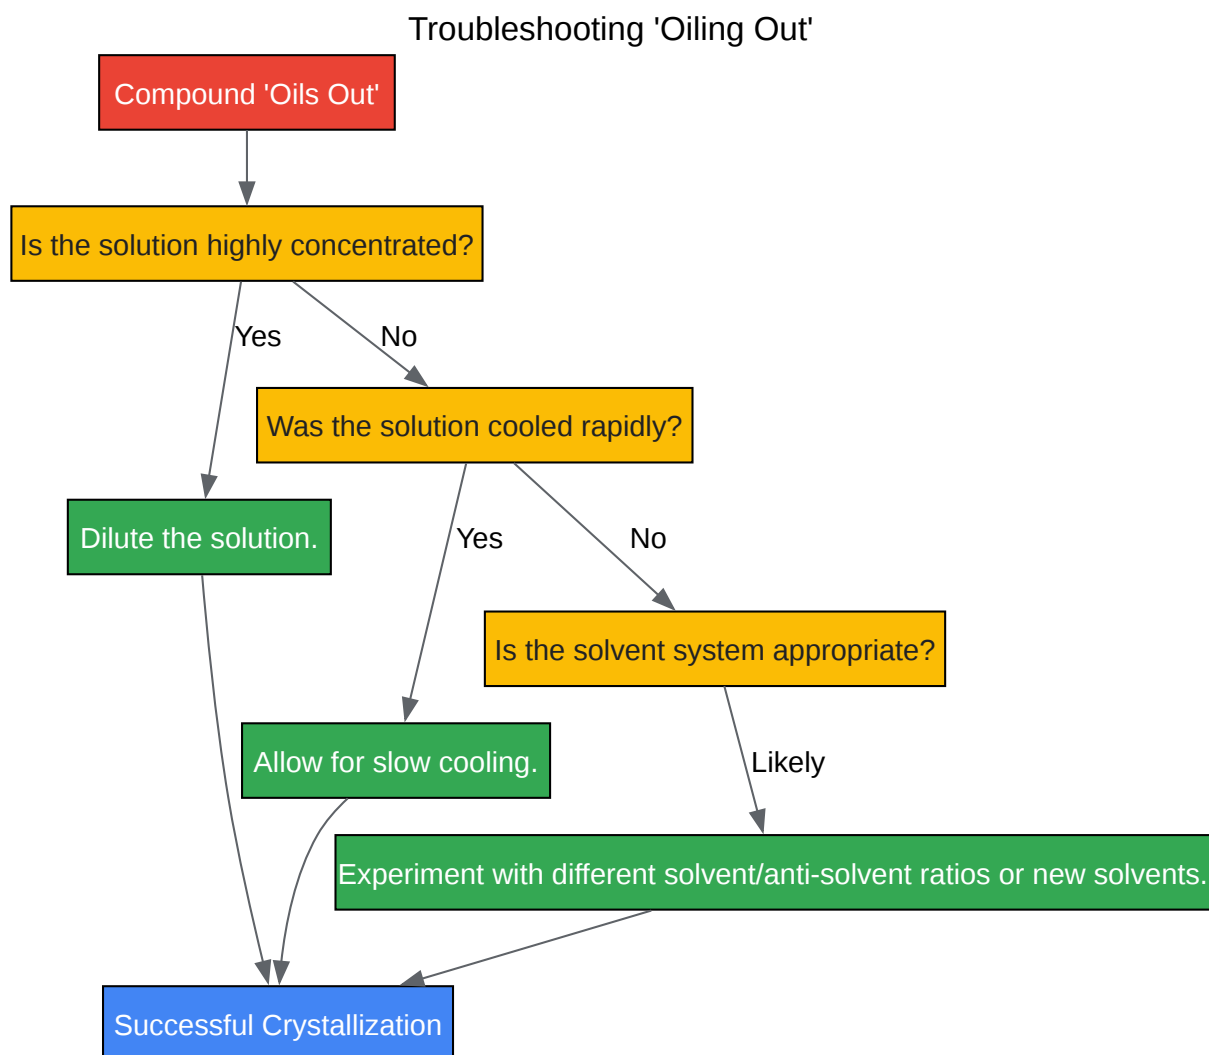 Troubleshooting 'Oiling Out'
Compound 'Oils Out'
Is the solution highly concentrated?
Yes
No
Was the solution cooled rapidly?
Dilute the solution.
Yes
No
Is the solvent system appropriate?
Allow for slow cooling.
Likely
Experiment with different solvent/anti-solvent ratios or new solvents.
Successful Crystallization